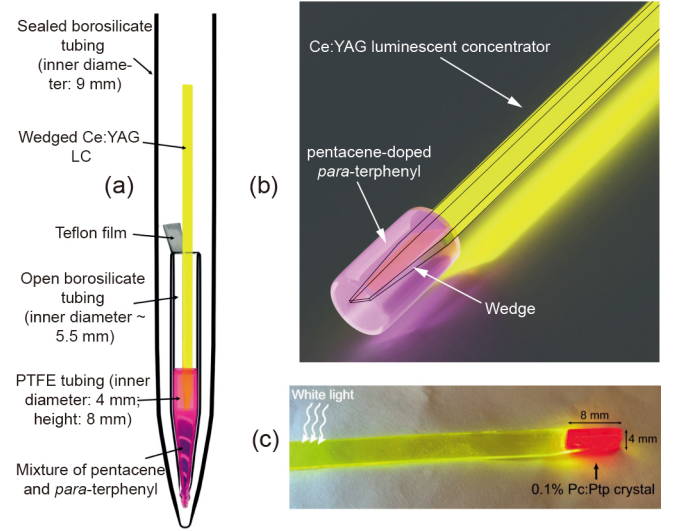 Sealed borosilicate
tubing
(inner diame-
ter: 9 mm)
Wedged Ce:YAG
LC
(a)
Teflon film
Open borosilicate
tubing
(inner diameter ~
5.5 mm)
PTFE tubing (inner
diameter: 4 mm;
height: 8 mm)
Mixture of pentacene
and para-terphenyl
(b)
Ce:YAG luminescent concentrator
pentacene-doped
para-terphenyl
Wedge
(c)
White light
8 mm
4 mm
0.1% Pc:Ptp crystal